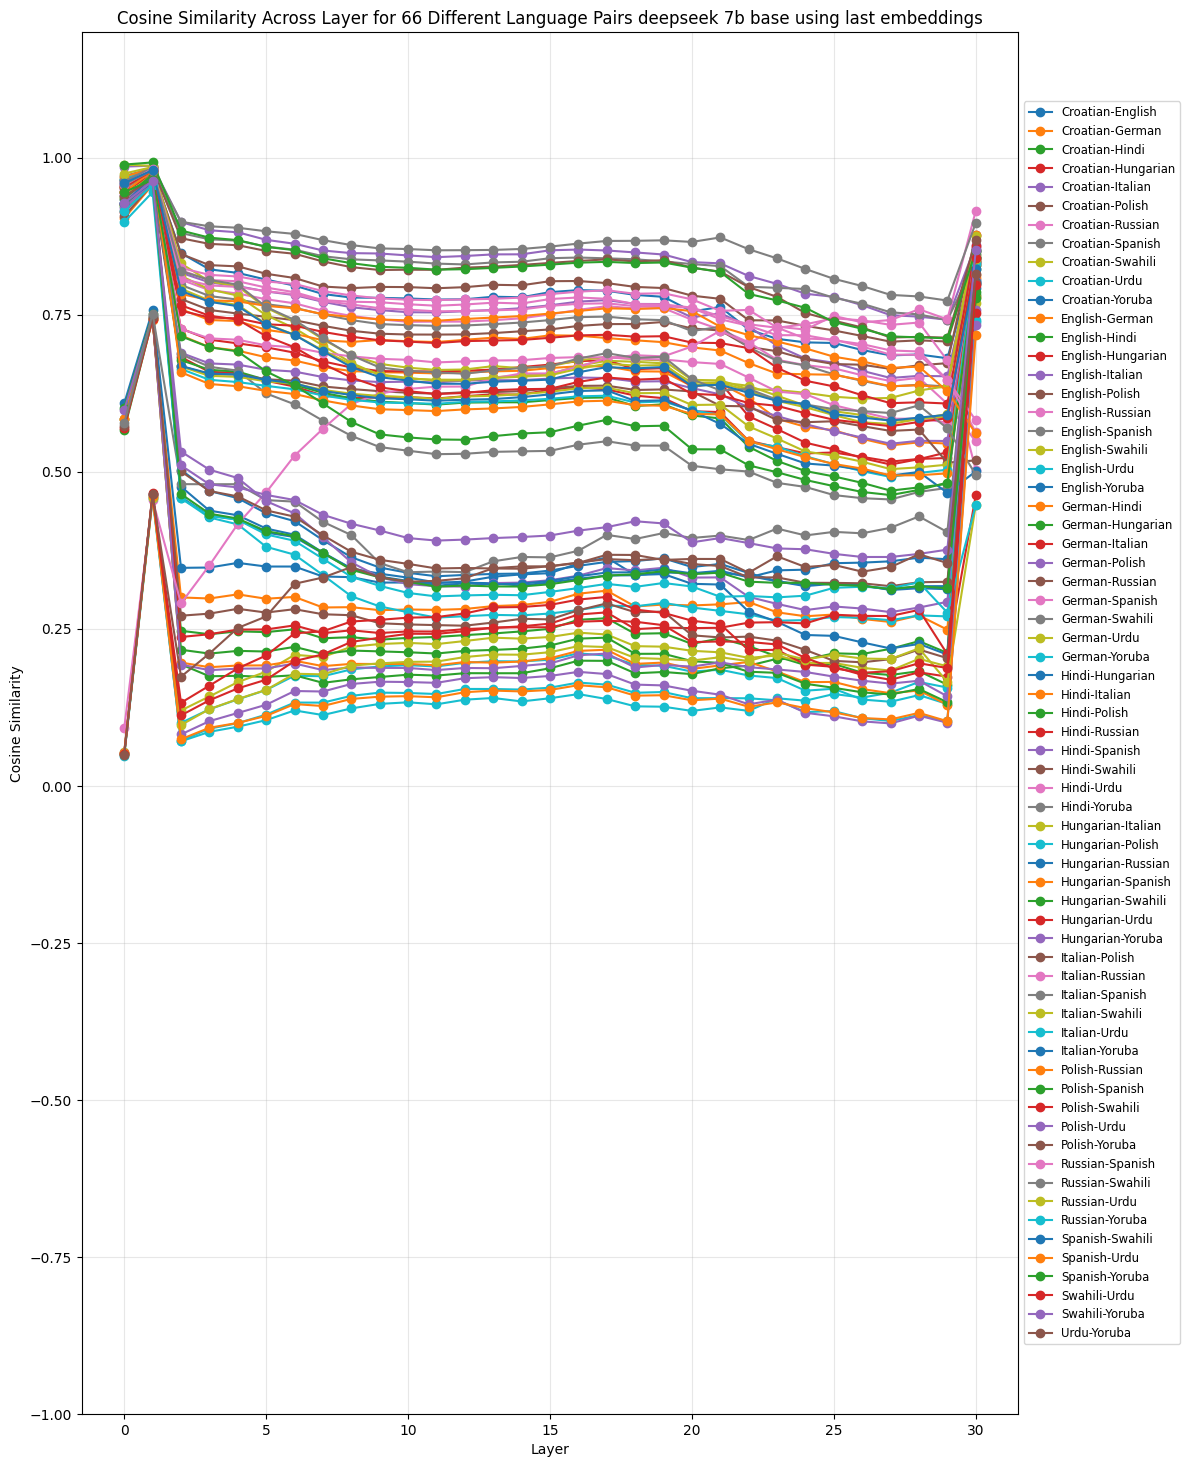 Cosine Similarity Across Layer for 66 Different Language Pairs deepseek 7b base using last embeddings
Cosine Similarity
1.00
0.75
0.50
0.25
0.00
−0.25
−0.50
−0.75
−1.00
0 5 10 15 20 25 30
Layer
Croatian-English
Croatian-German
Croatian-Hindi
Croatian-Hungarian
Croatian-Italian
Croatian-Polish
Croatian-Russian
Croatian-Spanish
Croatian-Swahili
Croatian-Urdu
Croatian-Yoruba
English-German
English-Hindi
English-Hungarian
English-Italian
English-Polish
English-Russian
English-Spanish
English-Swahili
English-Urdu
English-Yoruba
German-Hindi
German-Hungarian
German-Italian
German-Polish
German-Russian
German-Spanish
German-Swahili
German-Urdu
German-Yoruba
Hindi-Hungarian
Hindi-Italian
Hindi-Polish
Hindi-Russian
Hindi-Spanish
Hindi-Swahili
Hindi-Urdu
Hindi-Yoruba
Hungarian-Italian
Hungarian-Polish
Hungarian-Russian
Hungarian-Spanish
Hungarian-Swahili
Hungarian-Urdu
Hungarian-Yoruba
Italian-Polish
Italian-Russian
Italian-Spanish
Italian-Swahili
Italian-Urdu
Italian-Yoruba
Polish-Russian
Polish-Spanish
Polish-Swahili
Polish-Urdu
Polish-Yoruba
Russian-Spanish
Russian-Swahili
Russian-Urdu
Russian-Yoruba
Spanish-Swahili
Spanish-Urdu
Spanish-Yoruba
Swahili-Urdu
Swahili-Yoruba
Urdu-Yoruba